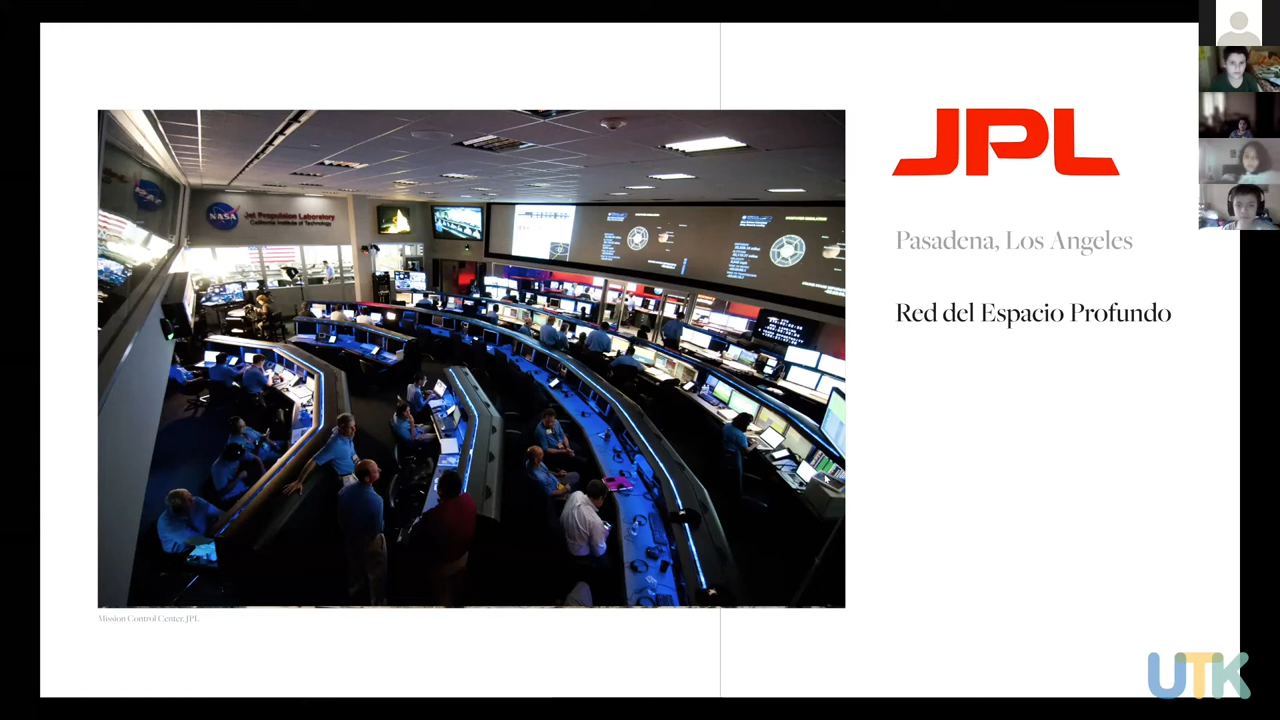 JPL
Pasadena, Los Angeles
Red del Espacio Profundo
NASA
Jet Propulsion Laboratory
California Institute of Technology
Mission Control Center, JPL
UTK